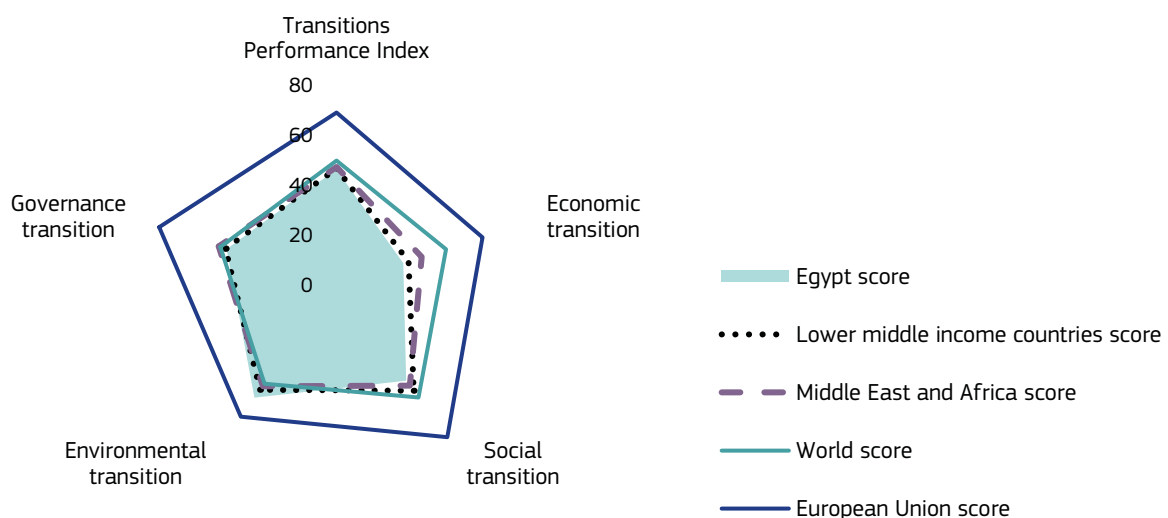 Transitions
Performance Index
80
60
40
20
0
Governance
transition
Economic
transition
Environmental
transition
Social
transition
Egypt score
Lower middle income countries score
Middle East and Africa score
World score
European Union score